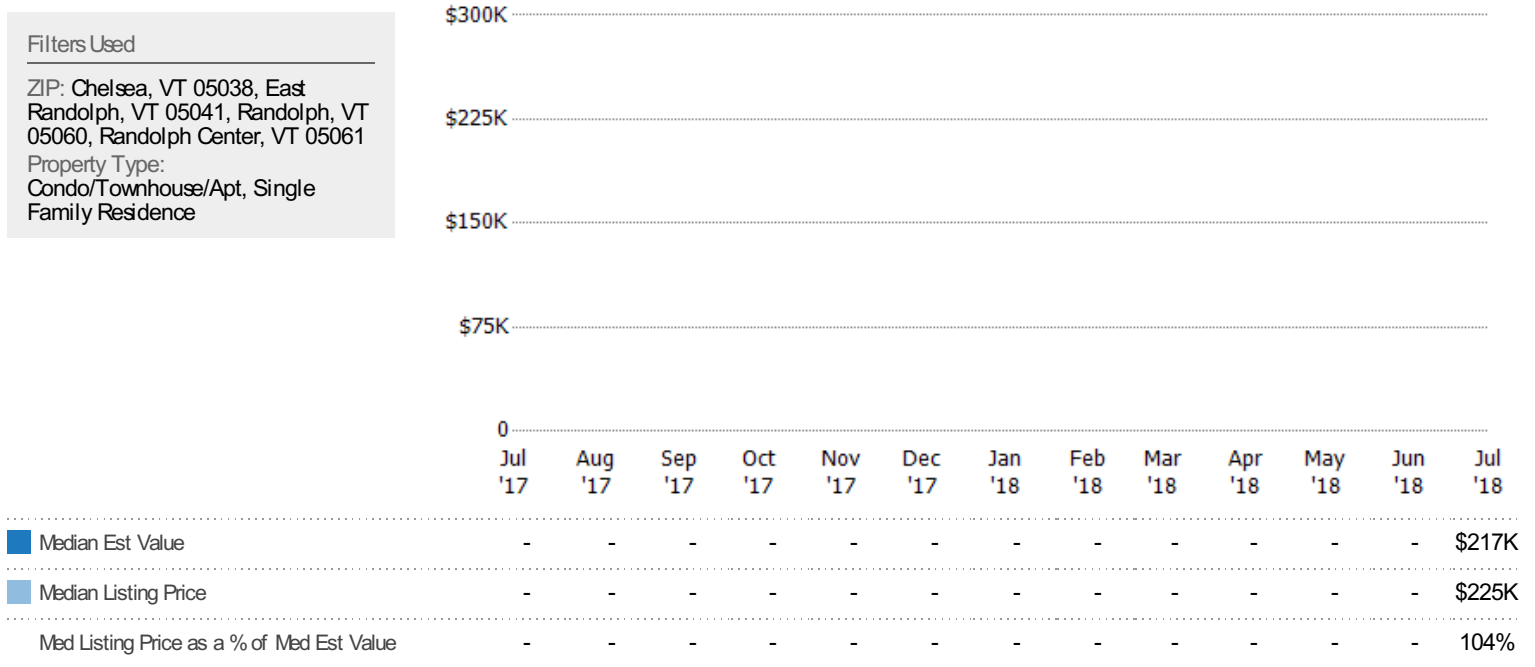 Filters Used
ZIP: Chelsea, VT 05038, East
Randolph, VT 05041, Randolph, VT
05060, Randolph Center, VT 05061
Property Type:
Condo/Townhouse/Apt, Single
Family Residence
$300K
$225K
$150K
$75K
0
Jul Aug Sep Oct Nov Dec Jan Feb Mar Apr May Jun Jul
'17 '17 '17 '17 '17 '17 '18 '18 '18 '18 '18 '18 '18
Median Est Value - - - - - - - - - - - - $217K
Median Listing Price - - - - - - - - - - - - $225K
Med Listing Price as a % of Med Est Value - - - - - - - - - - - - 104%